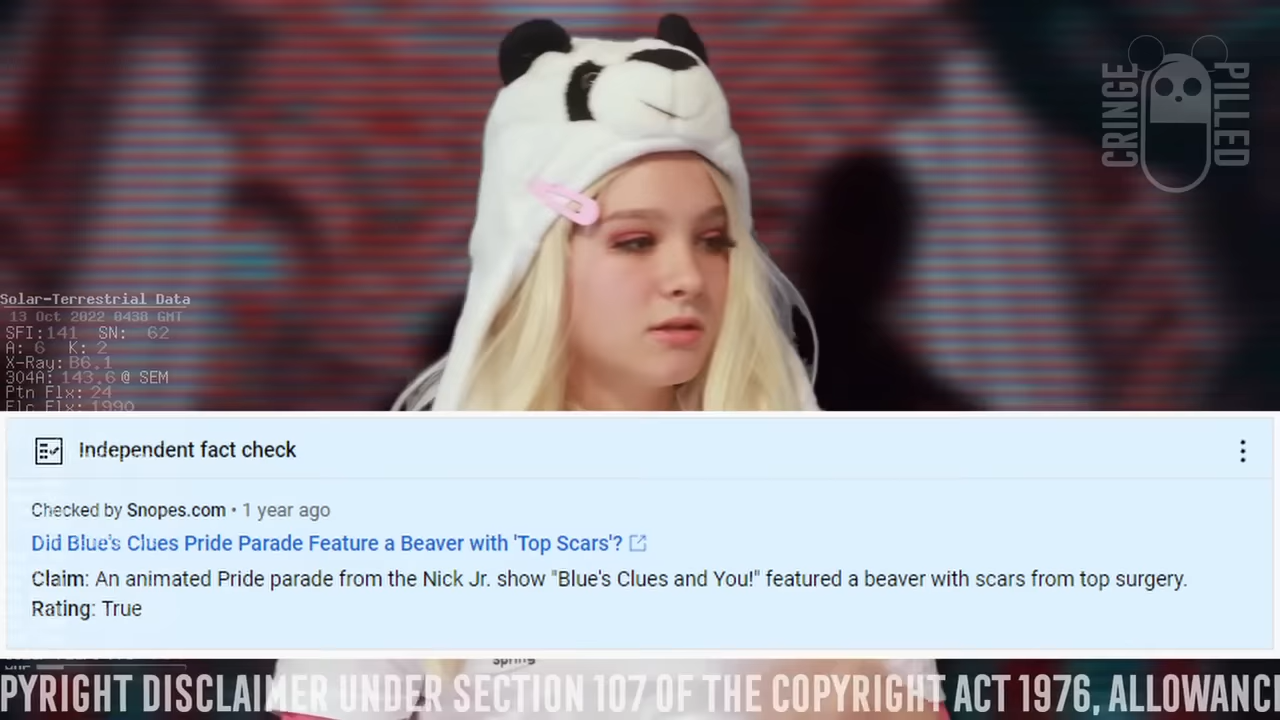 CRINGE
PILLED
Solar-Terrestrial Data
13 Oct 2022 0438 GMT
SFI:141 SN: 62
A: 6 K: 2
X-Ray: B6.1
304A: 143.6 @ SEM
Ptn Flx: 24
Elc Flx: 1990
Independent fact check
Checked by Snopes.com • 1 year ago
Did Blue's Clues Pride Parade Feature a Beaver with 'Top Scars'?
Claim: An animated Pride parade from the Nick Jr. show "Blue's Clues and You!" featured a beaver with scars from top surgery.
Rating: True
spring
PYRIGHT DISCLAIMER UNDER SECTION 107 OF THE COPYRIGHT ACT 1976, ALLOWANC